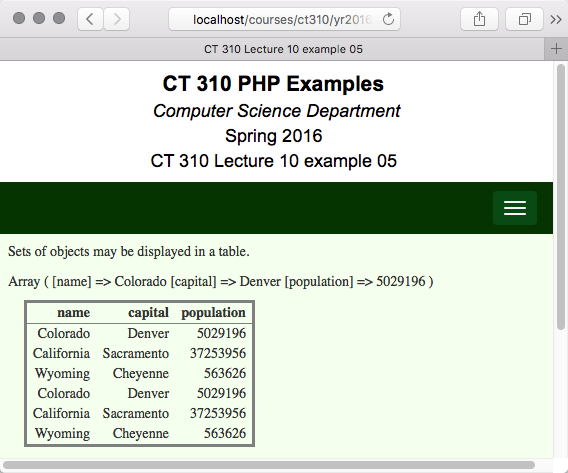 localhost/courses/ct310/yr2016
CT 310 Lecture 10 example 05
CT 310 PHP Examples
Computer Science Department
Spring 2016
CT 310 Lecture 10 example 05
Sets of objects may be displayed in a table.
Array ( [name] => Colorado [capital] => Denver [population] => 5029196 )
name capital population
Colorado Denver 5029196
California Sacramento 37253956
Wyoming Cheyenne 563626
Colorado Denver 5029196
California Sacramento 37253956
Wyoming Cheyenne 563626